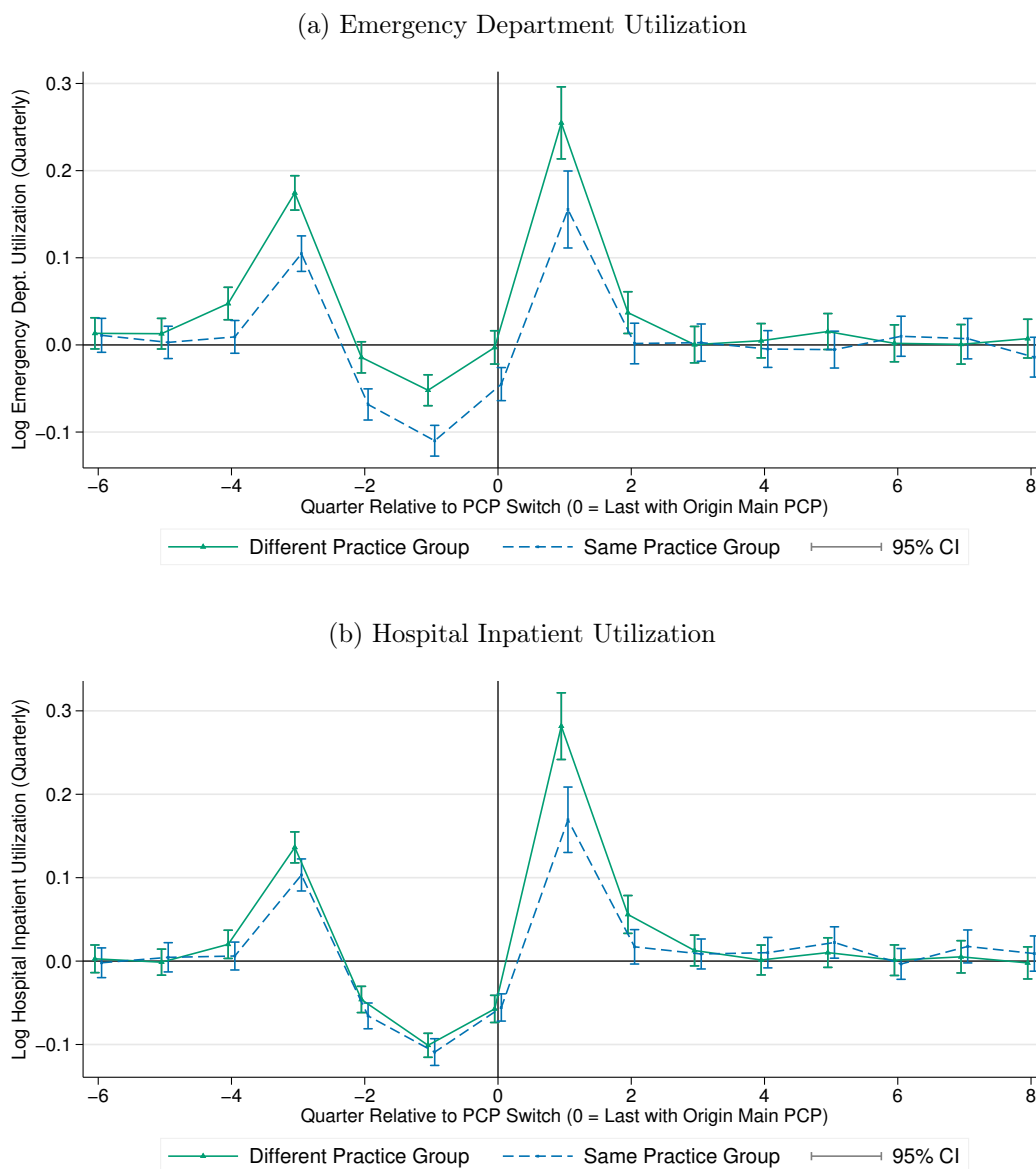 (a) Emergency Department Utilization
Log Emergency Dept. Utilization (Quarterly)
0.3
0.2
0.1
0.0
−0.1
−6 −4 −2 0 2 4 6 8
Quarter Relative to PCP Switch (0 = Last with Origin Main PCP)
Different Practice Group Same Practice Group 95% CI
(b) Hospital Inpatient Utilization
Log Hospital Inpatient Utilization (Quarterly)
0.3
0.2
0.1
0.0
−0.1
−6 −4 −2 0 2 4 6 8
Quarter Relative to PCP Switch (0 = Last with Origin Main PCP)
Different Practice Group Same Practice Group 95% CI